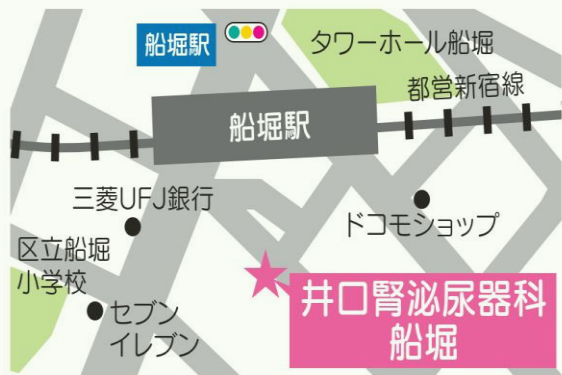 船堀駅
タワーホール船堀
都営新宿線
船堀駅
三菱UFJ銀行
ドコモショップ
区立船堀
小学校
セブン
イレブン
井口腎泌尿器科
船堀